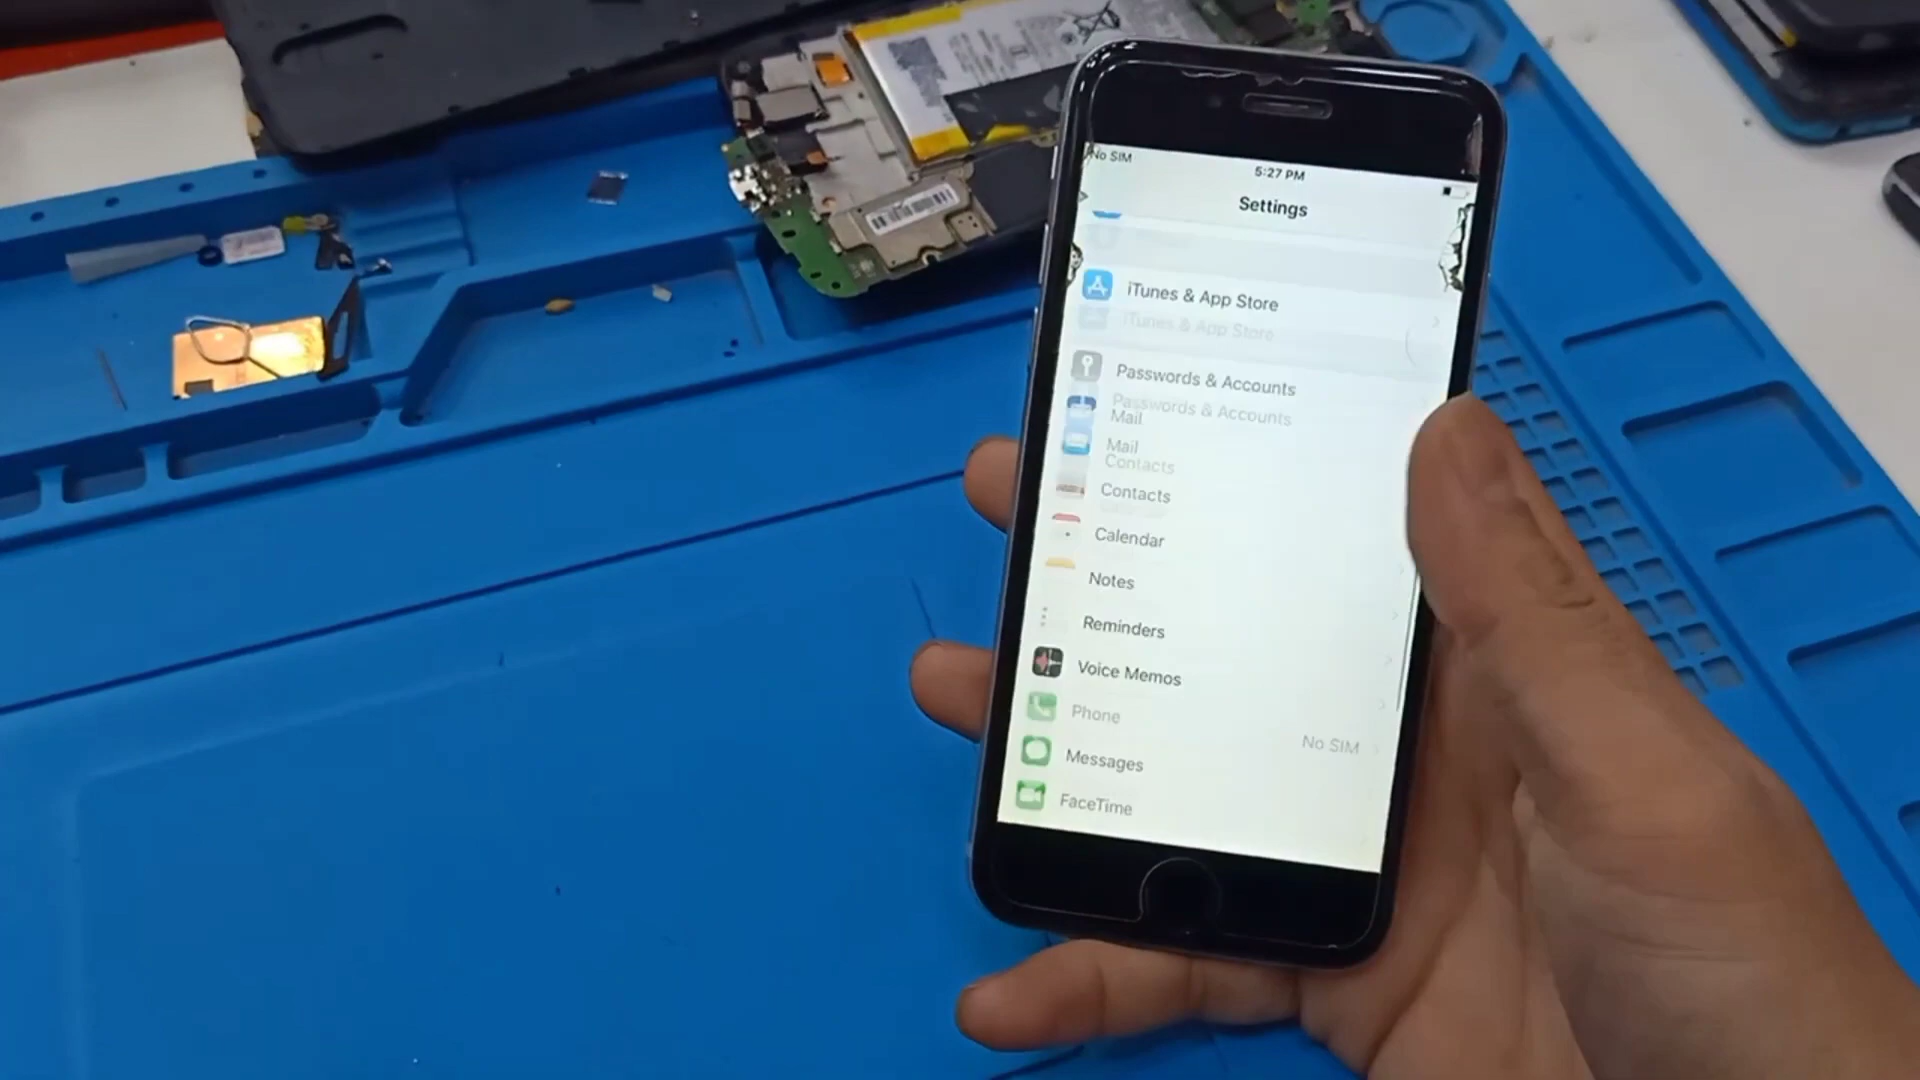 No SIM
5:27 PM
Settings
iTunes & App Store
iTunes & App Store
Passwords & Accounts
Passwords & Accounts
Mail
Mail
Contacts
Contacts
Calendar
Notes
Reminders
Voice Memos
Phone
No SIM
Messages
FaceTime